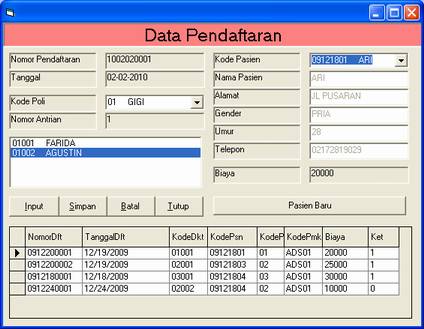 Data Pendaftaran
Nomor Pendaftaran 1002020001
Tanggal 02-02-2010
Kode Poli 01 GIGI
Nomor Antrian 1
01001 FARIDA
01002 AGUSTIN
Kode Pasien 09121801 ARI
Nama Pasien ARI
Alamat JL PUSARAN
Gender PRIA
Umur 28
Telepon 02172819029
Biaya 20000
Input Simpan Batal Tutup
Pasien Baru
NomorDft TanggalDft KodeDkt KodePsn KodeP KodePmk Biaya Ket
0912200001 12/19/2009 01001 09121801 01 ADS01 20000 1
0912200002 12/19/2009 02001 09121803 02 ADS01 25000 1
0912180001 12/18/2009 03001 09121804 03 ADS01 30000 1
0912240001 12/24/2009 02002 09121804 02 ADS01 10000 0